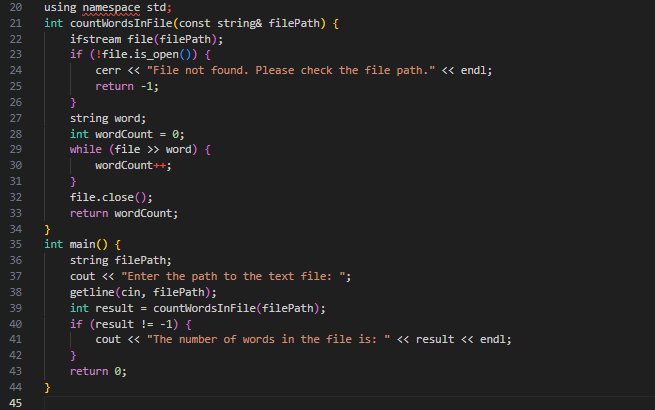 20 using namespace std;
21 int countWordsInFile(const string& filePath) {
22     ifstream file(filePath);
23     if (!file.is_open()) {
24         cerr << "File not found. Please check the file path." << endl;
25         return -1;
26     }
27     string word;
28     int wordCount = 0;
29     while (file >> word) {
30         wordCount++;
31     }
32     file.close();
33     return wordCount;
34 }
35 int main() {
36     string filePath;
37     cout << "Enter the path to the text file: ";
38     getline(cin, filePath);
39     int result = countWordsInFile(filePath);
40     if (result != -1) {
41         cout << "The number of words in the file is: " << result << endl;
42     }
43     return 0;
44 }
45